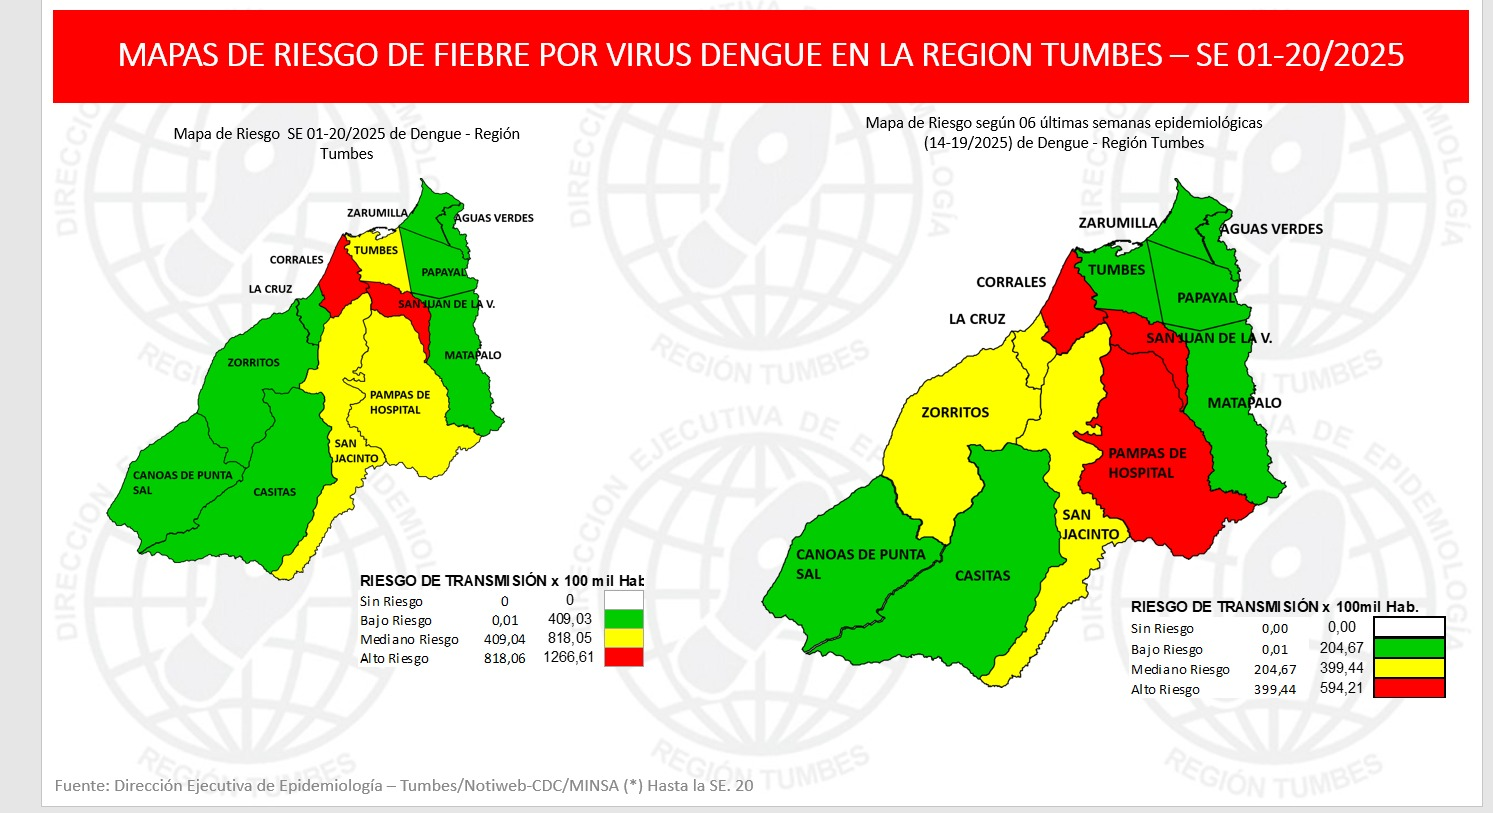 MAPAS DE RIESGO DE FIEBRE POR VIRUS DENGUE EN LA REGION TUMBES – SE 01-20/2025
Mapa de Riesgo SE 01-20/2025 de Dengue - Región
Tumbes
ZARUMILLA
AGUAS VERDES
TUMBES
CORRALES
PAPAYAL
LA CRUZ
SAN JUAN DE LA V.
MATAPALO
ZORRITOS
PAMPAS DE
HOSPITAL
SAN
JACINTO
CANOAS DE PUNTA
SAL
CASITAS
RIESGO DE TRANSMISIÓN x 100 mil Hab
Sin Riesgo 0 0
Bajo Riesgo 0,01 409,03
Mediano Riesgo 409,04 818,05
Alto Riesgo 818,06 1266,61
Mapa de Riesgo según 06 últimas semanas epidemiológicas
(14-19/2025) de Dengue - Región Tumbes
ZARUMILLA
AGUAS VERDES
TUMBES
CORRALES
PAPAYAL
LA CRUZ
SAN JUAN DE LA V.
MATAPALO
ZORRITOS
PAMPAS DE
HOSPITAL
SAN
JACINTO
CANOAS DE PUNTA
SAL
CASITAS
RIESGO DE TRANSMISIÓN x 100mil Hab.
Sin Riesgo 0,00 0,00
Bajo Riesgo 0,01 204,67
Mediano Riesgo 204,67 399,44
Alto Riesgo 399,44 594,21
Fuente: Dirección Ejecutiva de Epidemiología – Tumbes/Notiweb-CDC/MINSA (*) Hasta la SE. 20